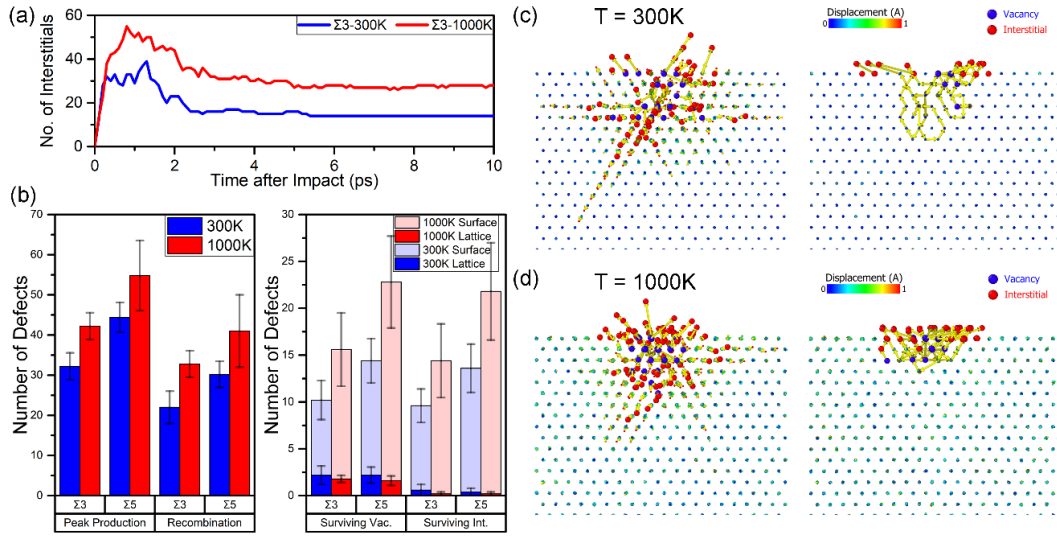 (a)
Σ3-300K
Σ3-1000K
No. of Interstitials
60
40
20
0
0
2
4
6
8
10
Time after Impact (ps)
(b)
Number of Defects
70
60
50
40
30
20
10
0
300K
1000K
Σ3
Σ5
Σ3
Σ5
Peak Production
Recombination
Number of Defects
30
25
20
15
10
5
0
1000K Surface
1000K Lattice
300K Surface
300K Lattice
Σ3
Σ5
Σ3
Σ5
Surviving Vac.
Surviving Int.
(c)
T = 300K
Displacement (A)
0
1
Vacancy
Interstitial
(d)
T = 1000K
Displacement (A)
0
1
Vacancy
Interstitial